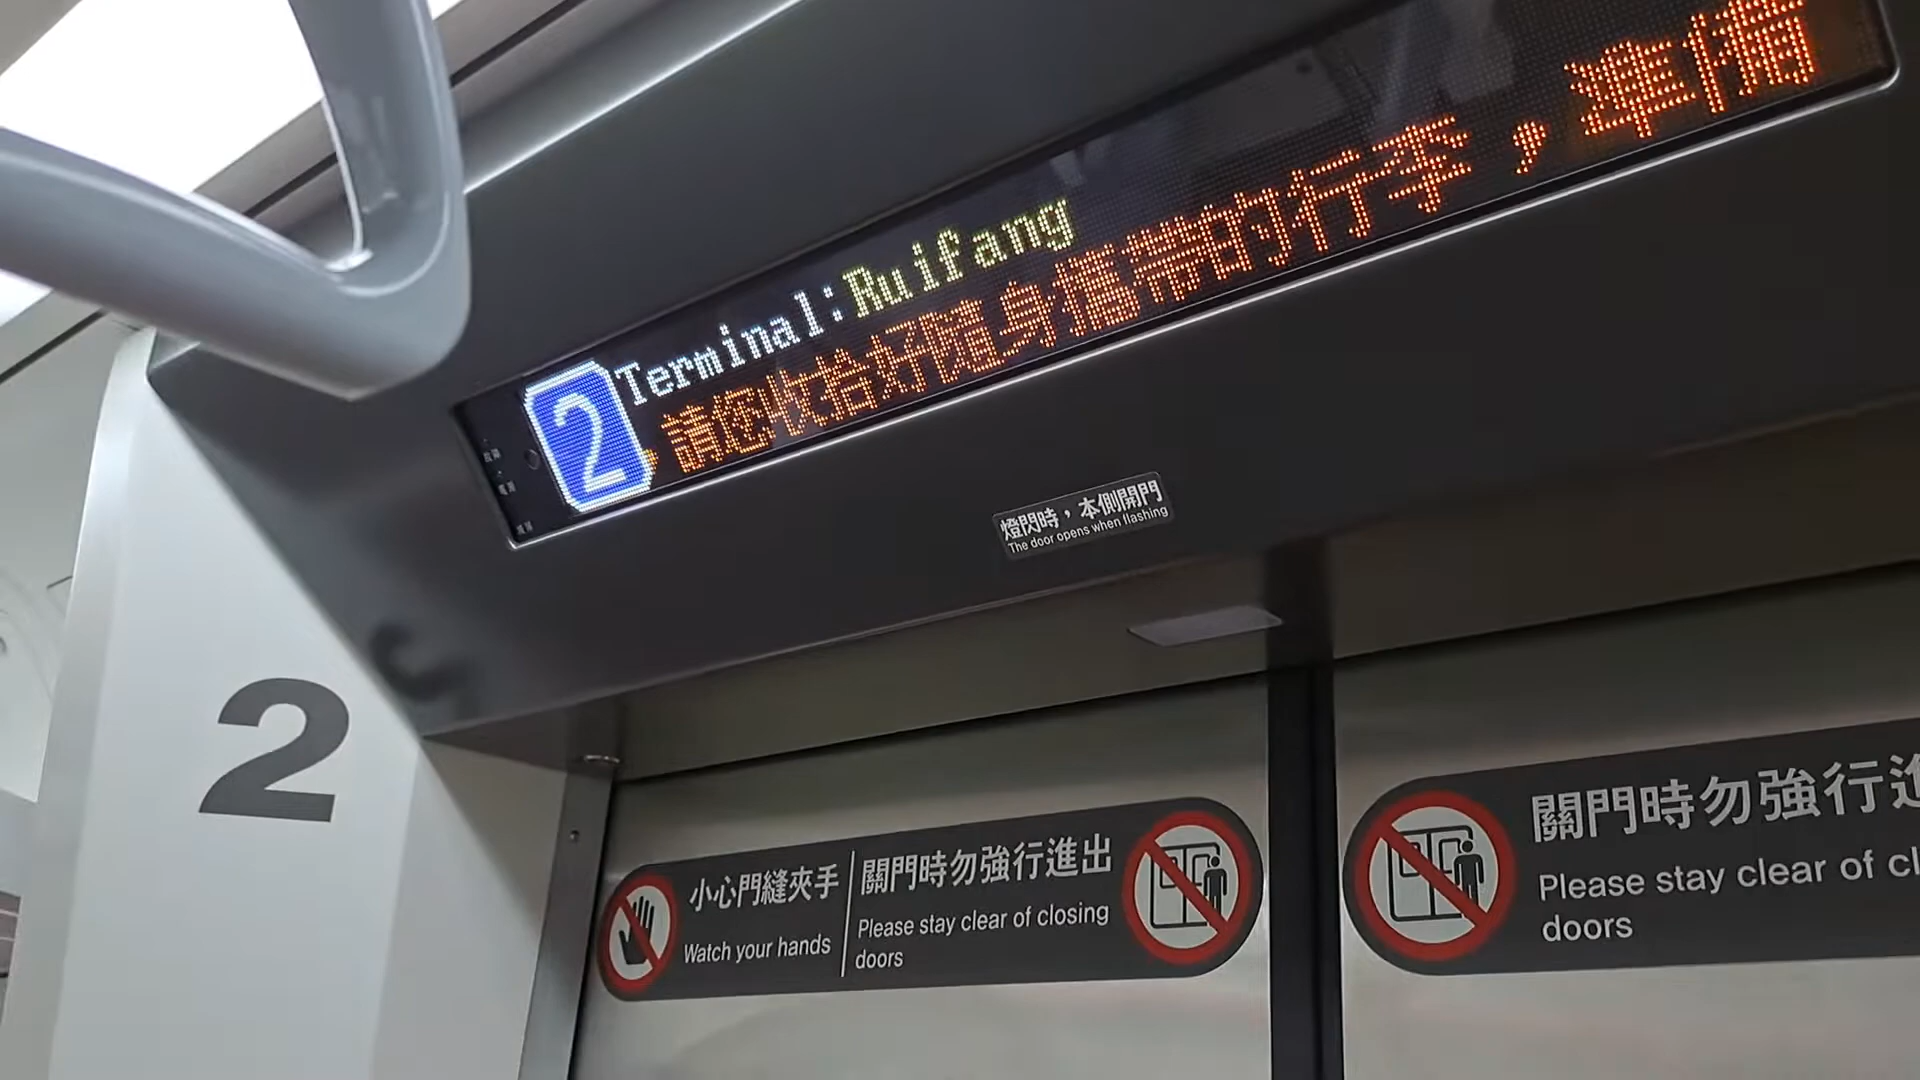 Terminal:Ruifang
2
，請您收拾好隨身攜帶的行李，準備
燈閃時，本側開門
The door opens when flashing
2
小心門縫夾手
Watch your hands
關門時勿強行進出
Please stay clear of closing
doors
關門時勿強行進
Please stay clear of cl
doors